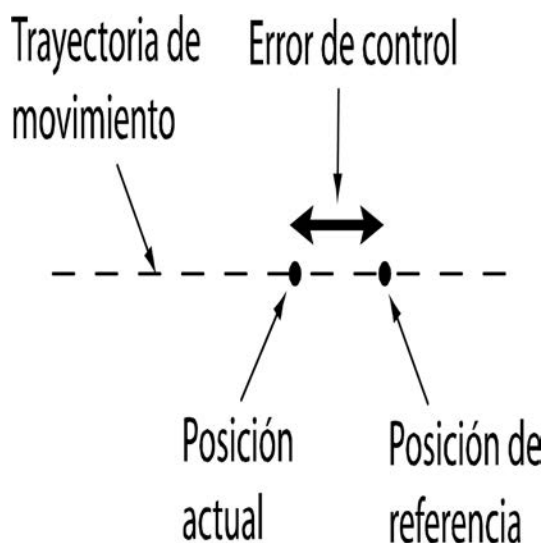 Trayectoria de
movimiento
Error de control
Posición
actual
Posición de
referencia